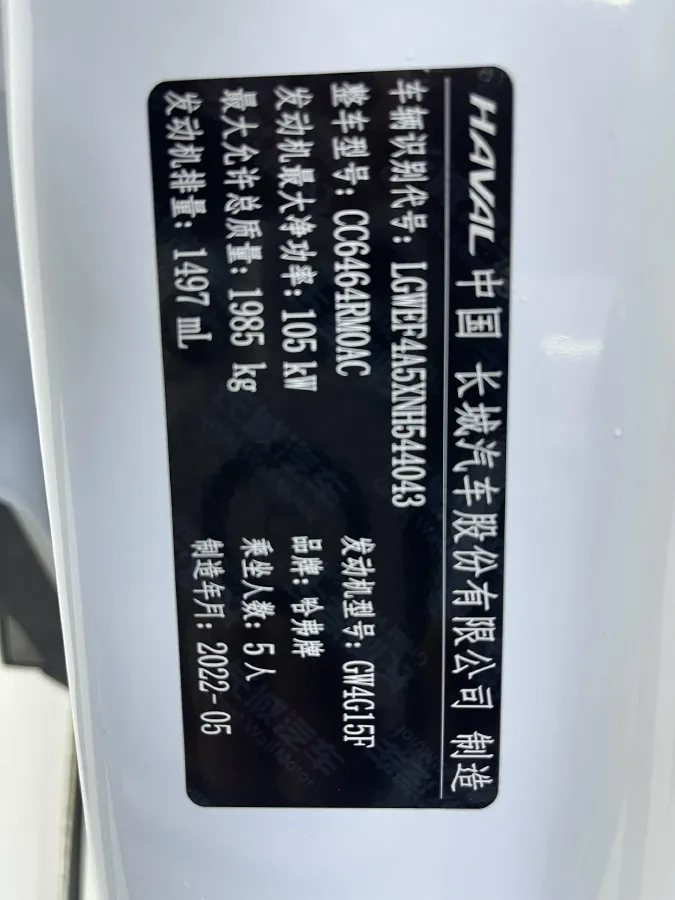 HAVAL 中国 长城汽车股份有限公司 制造
车辆识别代号: LGWEF4A5XNH544043
整车型号: CC6464RM0AC 发动机型号: GW4G15F
发动机最大净功率: 105 kW 品牌: 哈弗牌
最大允许总质量: 1985 kg 乘坐人数: 5 人
发动机排量: 1497 mL 制造年月: 2022-05